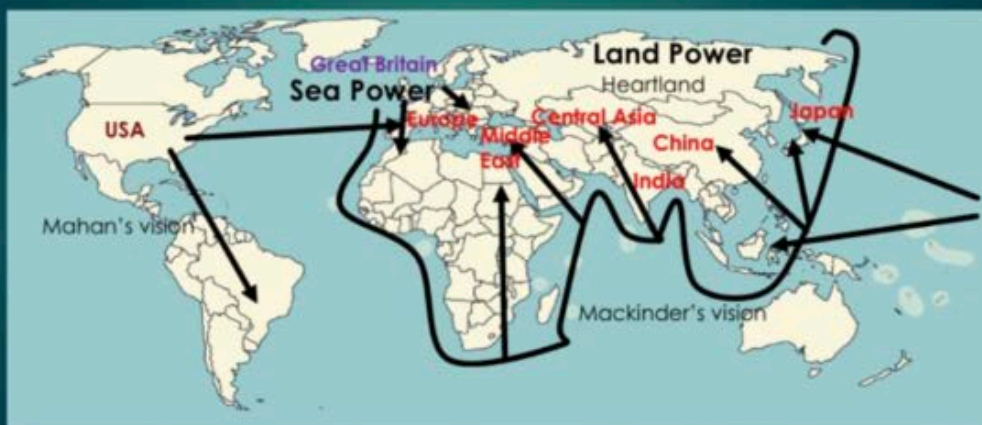 Great Britain
Land Power
Sea Power
Heartland
USA
Europe
Central Asia
Japan
Middle
East
China
India
Mahan's vision
Mackinder's vision